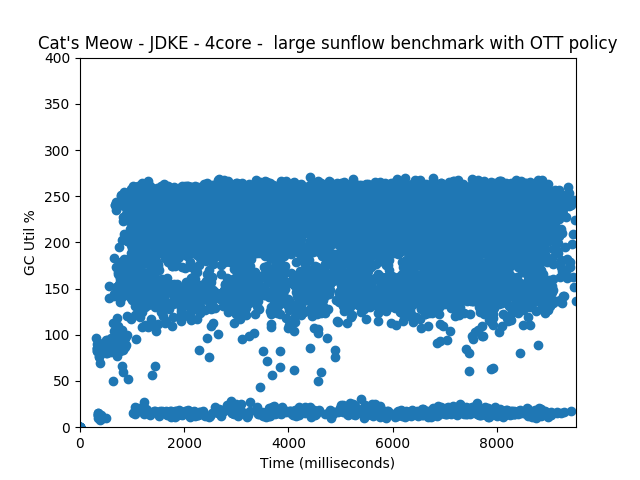 Cat's Meow - JDKE - 4core -  large sunflow benchmark with OTT policy
400
350
300
250
200
150
100
50
0
GC Util %
0 2000 4000 6000 8000
Time (milliseconds)